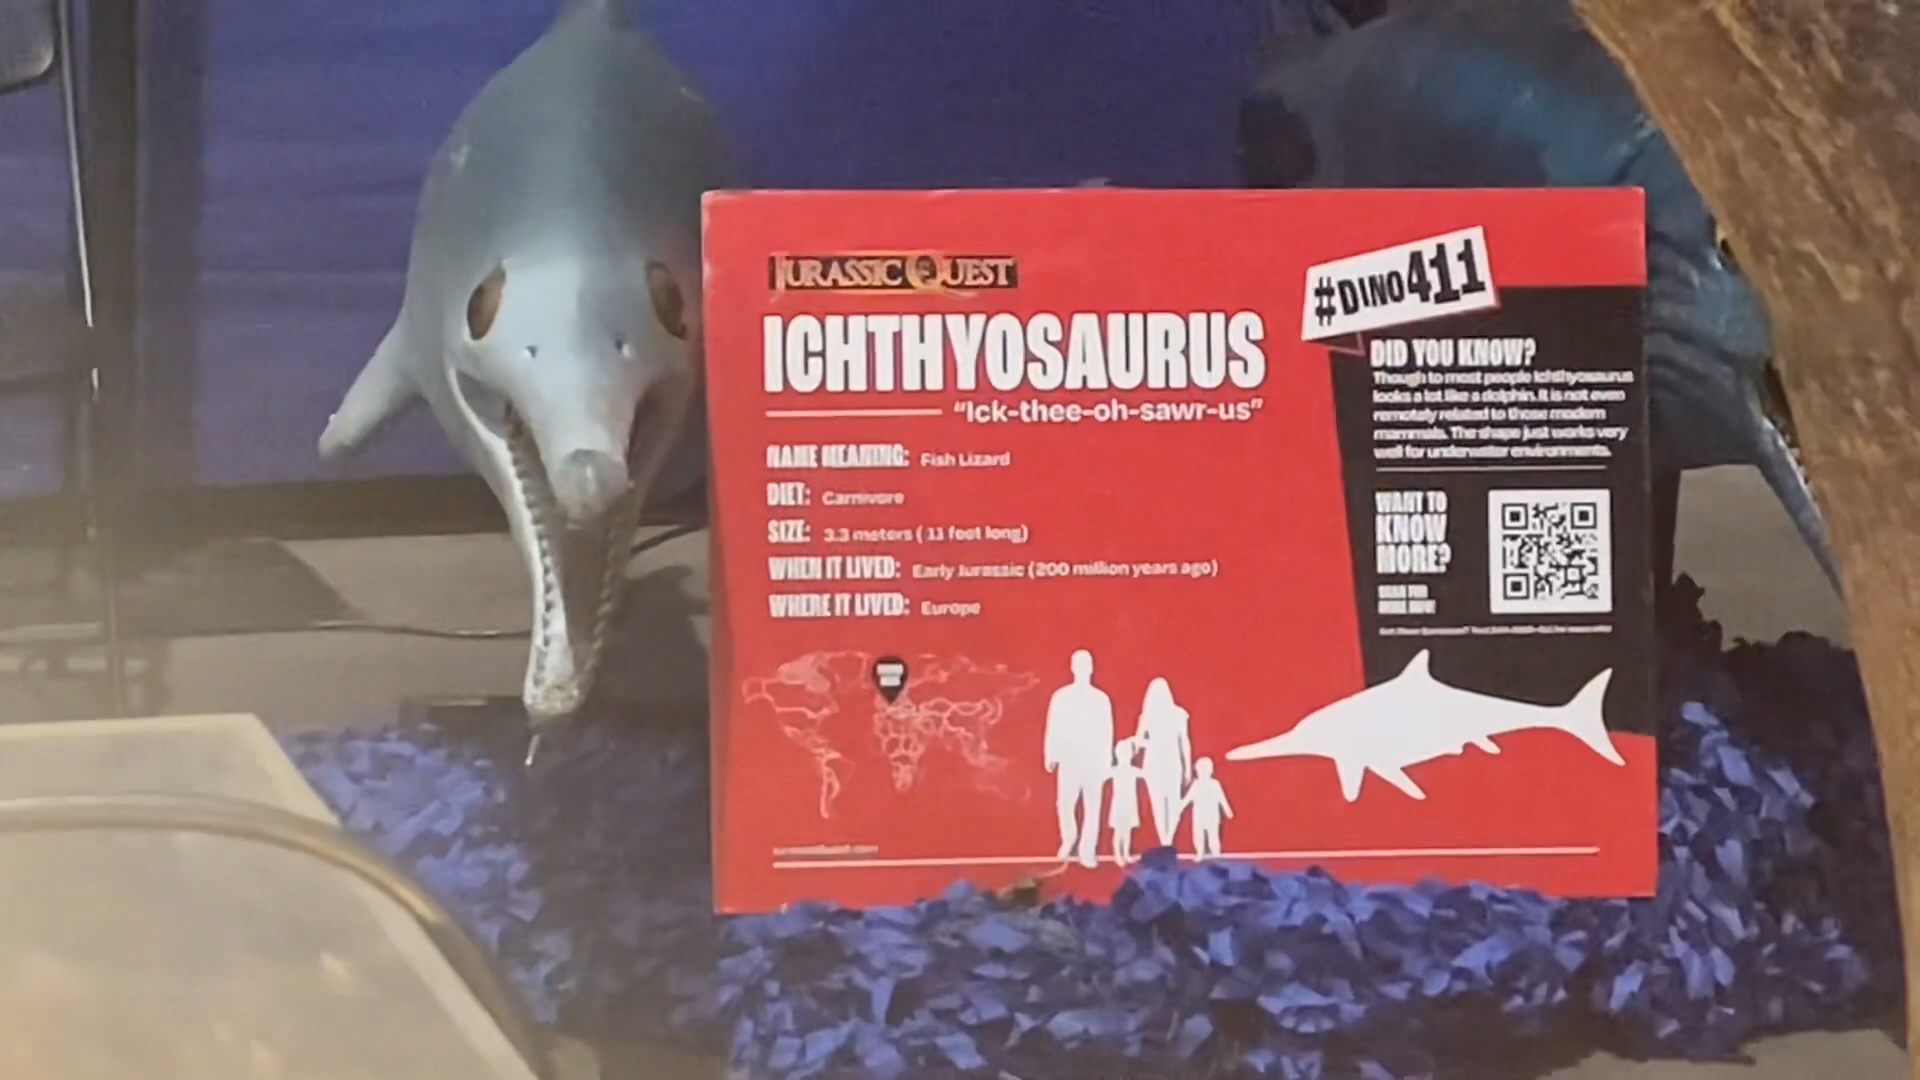 JURASSIC QUEST
#DINO411
ICHTHYOSAURUS
“Ick-thee-oh-sawr-us”
NAME MEANING: Fish Lizard
DIET: Carnivore
SIZE: 3.3 meters ( 11 feet long)
WHEN IT LIVED: Early Jurassic (200 million years ago)
WHERE IT LIVED: Europe
DID YOU KNOW?
Though to most people Ichthyosaurus
looks a lot like a dolphin. It is not even
remotely related to those modern
mammals. The shape just works very
well for underwater environments.
WANT TO
KNOW
MORE?